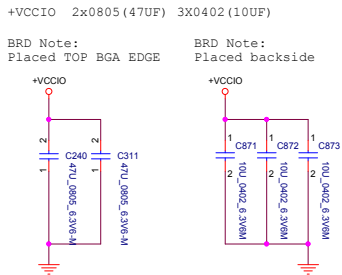 +VCCIO 2x0805(47UF) 3X0402(10UF)
BRD Note:
Placed TOP BGA EDGE
BRD Note:
Placed backside
+VCCIO
2
C240
1
47U_0805_6.3V6-M
2
C311
1
47U_0805_6.3V6-M
+VCCIO
1
C871
2
10U_0402_6.3V6M
1
C872
2
10U_0402_6.3V6M
1
C873
2
10U_0402_6.3V6M